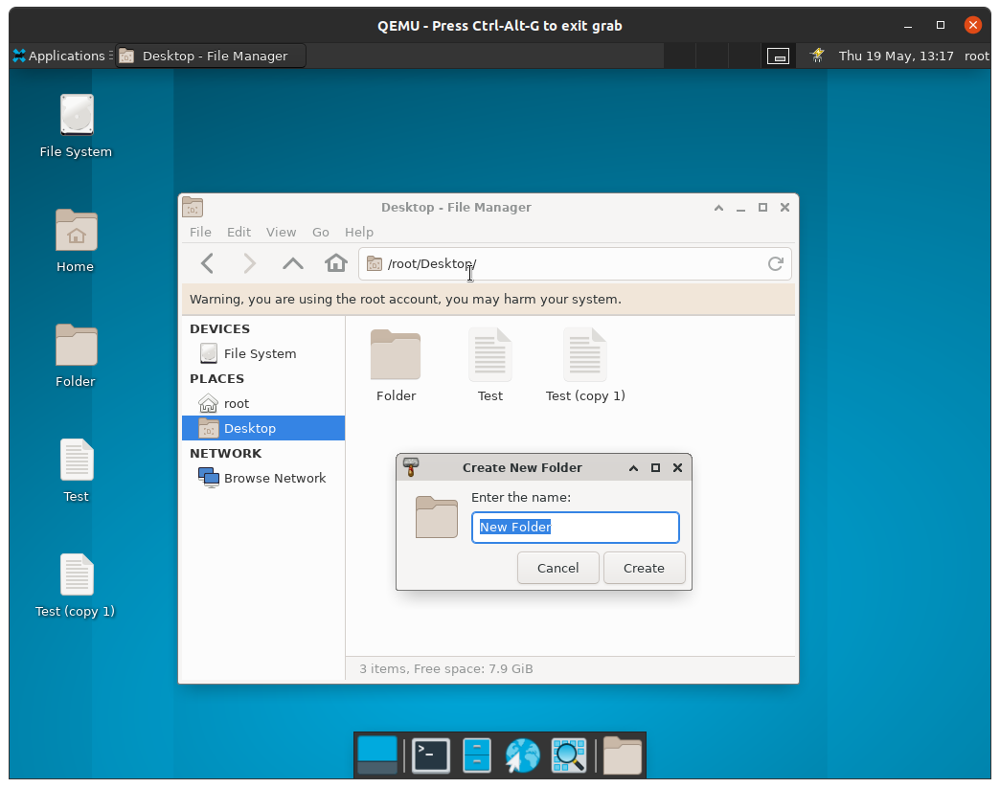 QEMU - Press Ctrl-Alt-G to exit grab
Applications Desktop - File Manager Thu 19 May, 13:17 root
File System
Home
Folder
Test
Test (copy 1)
Desktop - File Manager
File Edit View Go Help
/root/Desktop/
Warning, you are using the root account, you may harm your system.
DEVICES
File System
PLACES
root
Desktop
NETWORK
Browse Network
Folder Test Test (copy 1)
Create New Folder
Enter the name:
New Folder
Cancel Create
3 items, Free space: 7.9 GiB
>_